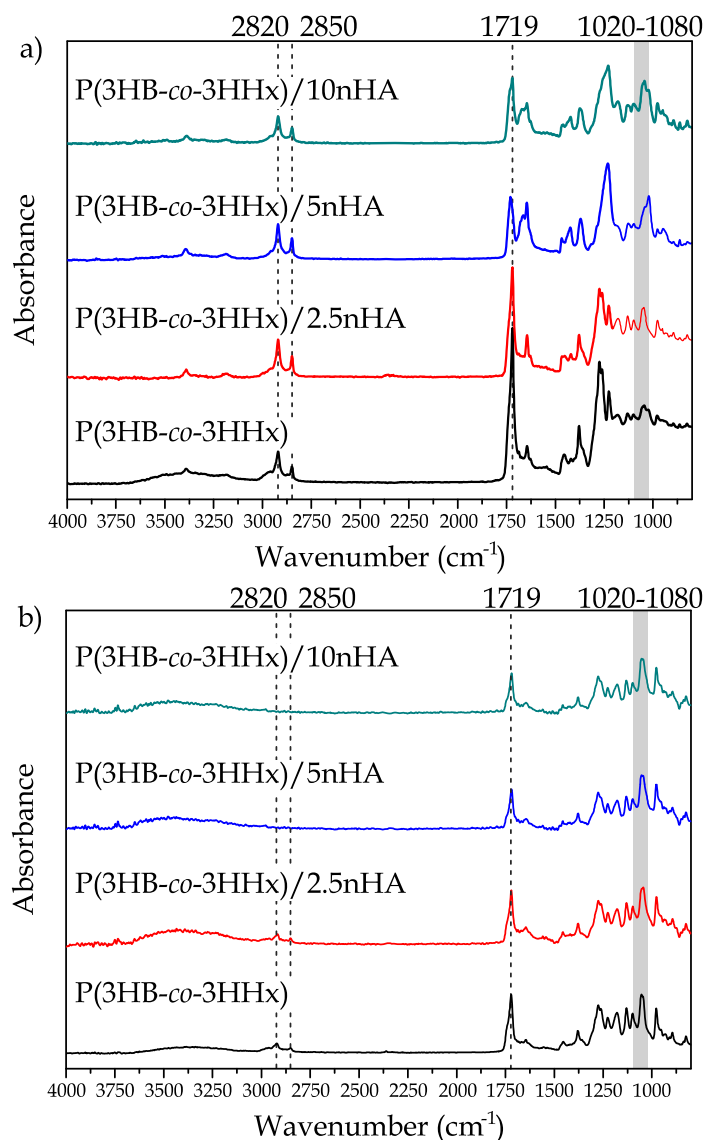 2820 2850 1719 1020-1080
a)
P(3HB-co-3HHx)/10nHA
P(3HB-co-3HHx)/5nHA
P(3HB-co-3HHx)/2.5nHA
P(3HB-co-3HHx)
Absorbance
4000 3750 3500 3250 3000 2750 2500 2250 2000 1750 1500 1250 1000
Wavenumber (cm⁻¹)
2820 2850 1719 1020-1080
b)
P(3HB-co-3HHx)/10nHA
P(3HB-co-3HHx)/5nHA
P(3HB-co-3HHx)/2.5nHA
P(3HB-co-3HHx)
Absorbance
4000 3750 3500 3250 3000 2750 2500 2250 2000 1750 1500 1250 1000
Wavenumber (cm⁻¹)